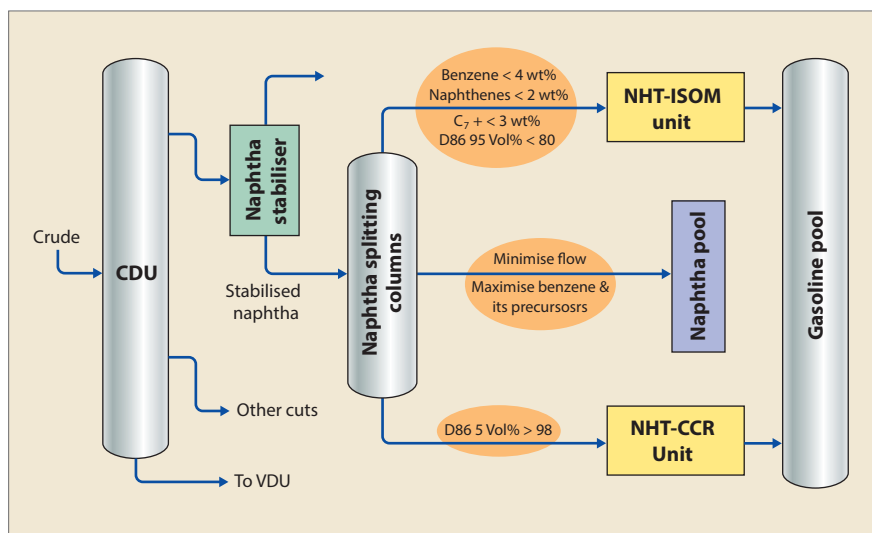 Crude
CDU
Naphtha
stabiliser
Stabilised
naphtha
Other cuts
To VDU
Naphtha splitting
columns
Benzene < 4 wt%
Naphthenes < 2 wt%
C₇ + < 3 wt%
D86 95 Vol% < 80
NHT-ISOM
unit
Minimise flow
Maximise benzene &
its precursosrs
Naphtha pool
D86 5 Vol% > 98
NHT-CCR
Unit
Gasoline pool